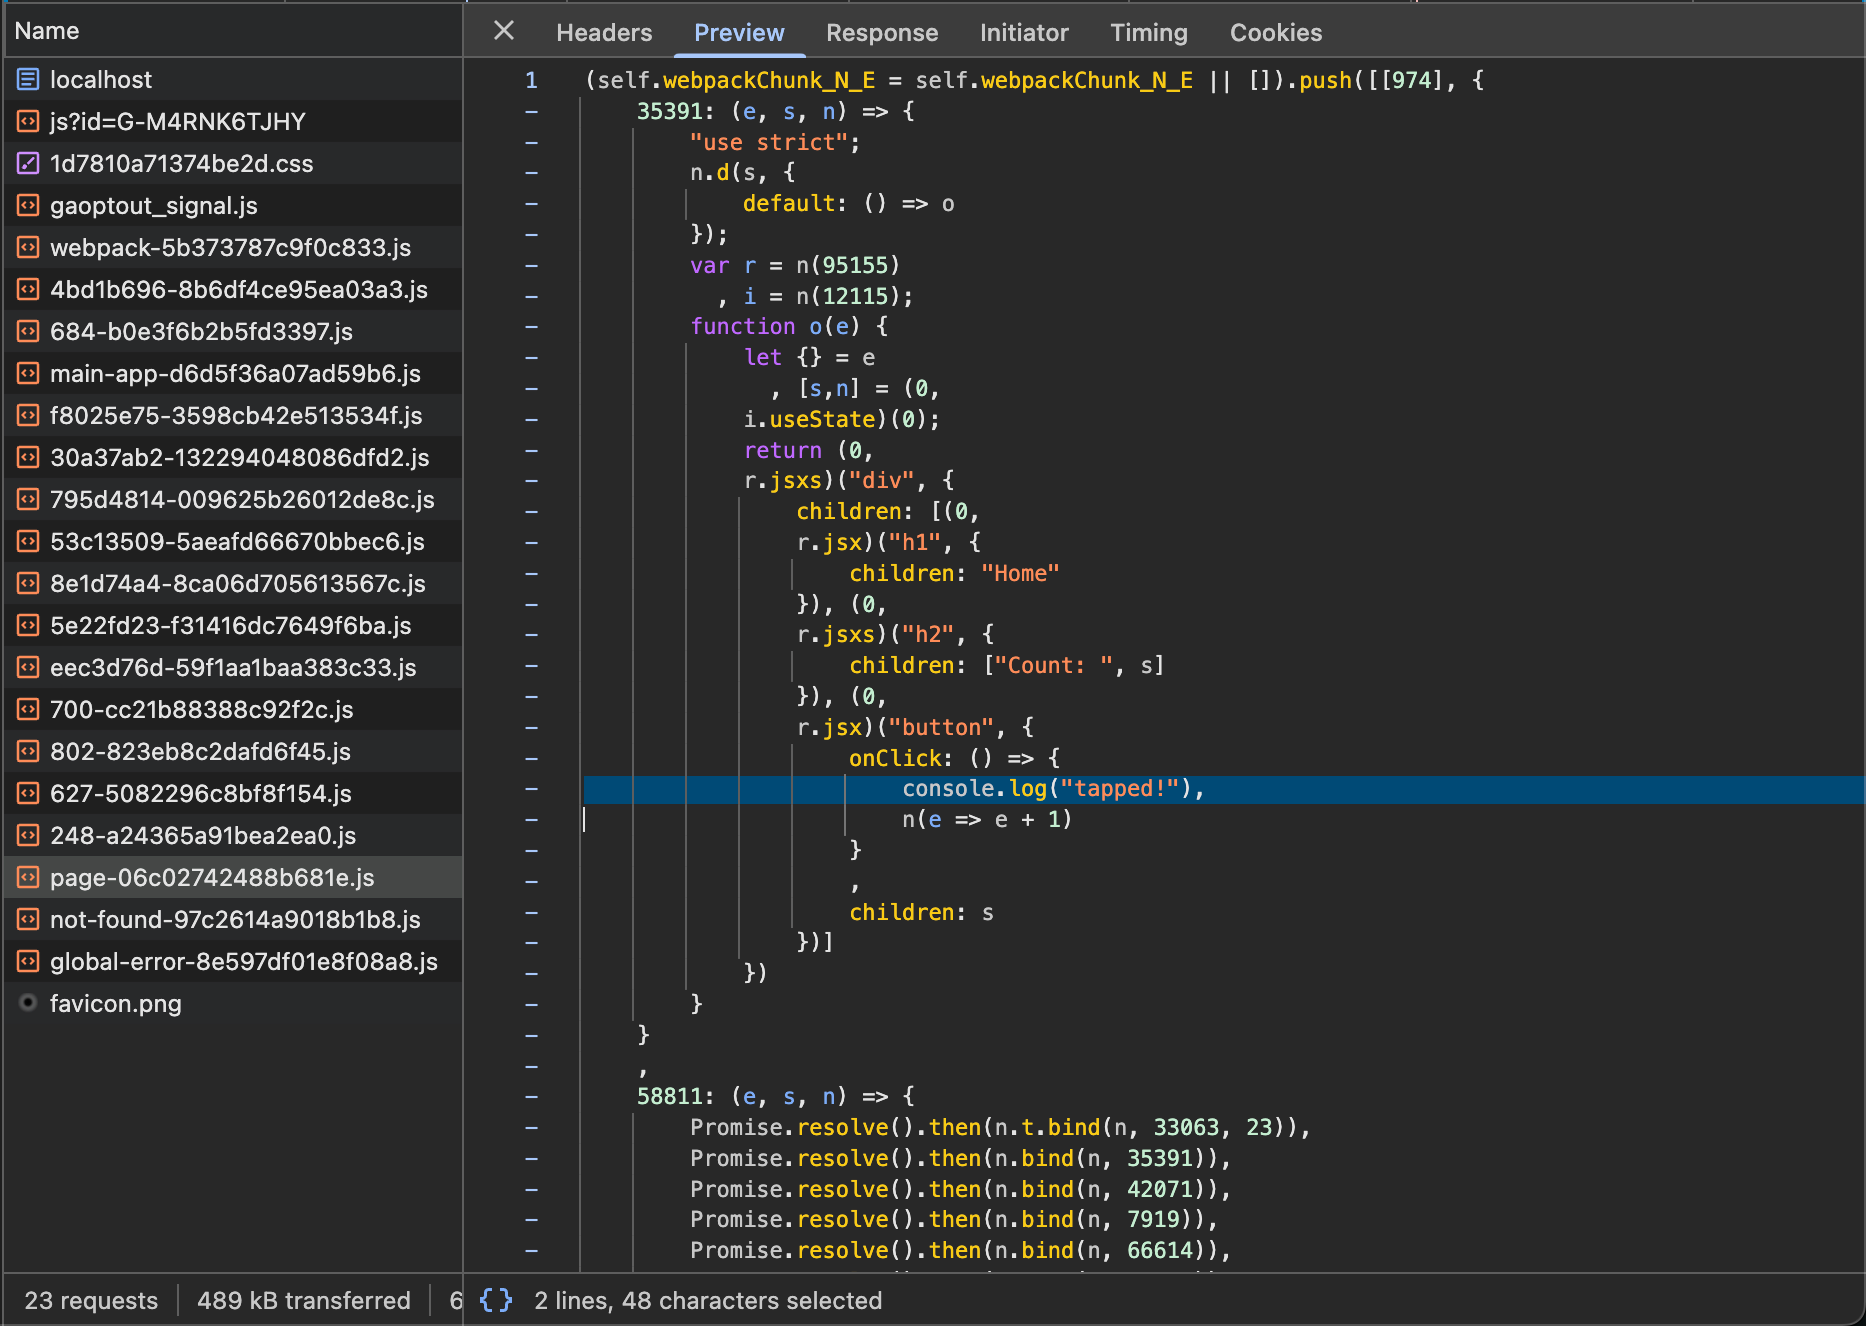 Name
localhost
js?id=G-M4RNK6TJHY
1d7810a71374be2d.css
gaoptout_signal.js
webpack-5b373787c9f0c833.js
4bd1b696-8b6df4ce95ea03a3.js
684-b0e3f6b2b5fd3397.js
main-app-d6d5f36a07ad59b6.js
f8025e75-3598cb42e513534f.js
30a37ab2-132294048086dfd2.js
795d4814-009625b26012de8c.js
53c13509-5aeafd66670bbec6.js
8e1d74a4-8ca06d705613567c.js
5e22fd23-f31416dc7649f6ba.js
eec3d76d-59f1aa1baa383c33.js
700-cc21b88388c92f2c.js
802-823eb8c2dafd6f45.js
627-5082296c8bf8f154.js
248-a24365a91bea2ea0.js
page-06c02742488b681e.js
not-found-97c2614a9018b1b8.js
global-error-8e597df01e8f08a8.js
favicon.png
23 requests 489 kB transferred 6
Headers Preview Response Initiator Timing Cookies
1 (self.webpackChunk_N_E = self.webpackChunk_N_E || []).push([[974], {
- 35391: (e, s, n) => {
- "use strict";
- n.d(s, {
- default: () => o
- });
- var r = n(95155)
- , i = n(12115);
- function o(e) {
- let {} = e
- , [s,n] = (0,
- i.useState)(0);
- return (0,
- r.jsxs)("div", {
- children: [(0,
- r.jsx)("h1", {
- children: "Home"
- }), (0,
- r.jsxs)("h2", {
- children: ["Count: ", s]
- }), (0,
- r.jsx)("button", {
- onClick: () => {
- console.log("tapped!"),
- n(e => e + 1)
- }
- ,
- children: s
- })]
- })
- }
- }
- ,
- 58811: (e, s, n) => {
- Promise.resolve().then(n.t.bind(n, 33063, 23)),
- Promise.resolve().then(n.bind(n, 35391)),
- Promise.resolve().then(n.bind(n, 42071)),
- Promise.resolve().then(n.bind(n, 7919)),
- Promise.resolve().then(n.bind(n, 66614)),
{} 2 lines, 48 characters selected